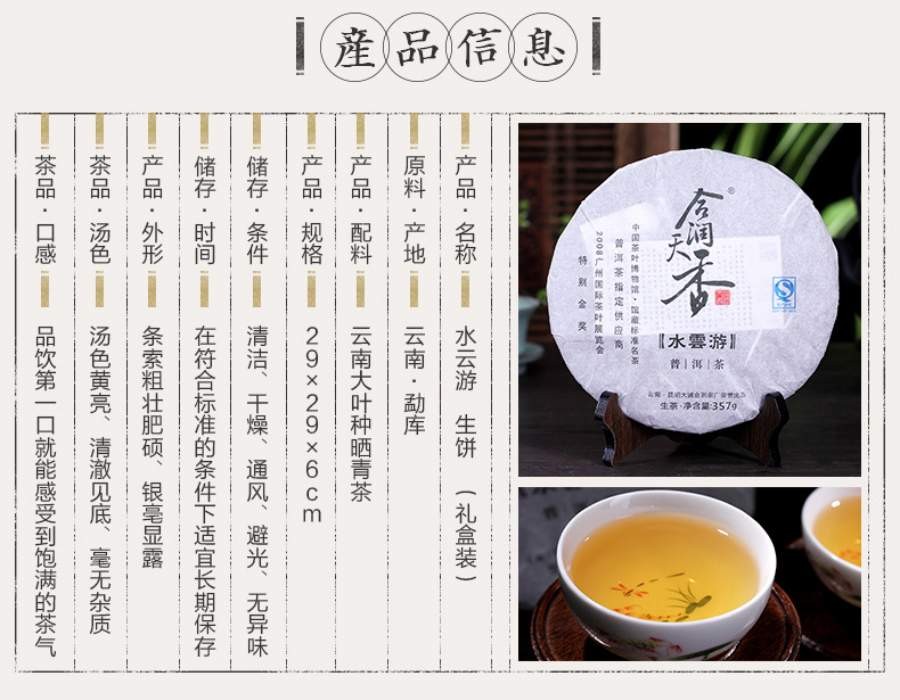 産品信息
产品·名称
水云游 生饼 （礼盒装）
原料·产地
云南·勐库
产品·配料
云南大叶种晒青茶
产品·规格
29×29×6cm
储存·条件
清洁、干燥、通风、避光、无异味
储存·时间
在符合标准的条件下适宜长期保存
产品·外形
条索粗壮肥硕、银毫显露
茶品·汤色
汤色黄亮、清澈见底、毫无杂质
茶品·口感
品饮第一口就能感受到饱满的茶气
合润
天香
®
中国茶叶博物馆·馆藏标准名茶
普洱茶指定供应商
2008广州国际茶叶展览会
特别金奖
【水雲游】
普|洱|茶
生茶·净含量:357g